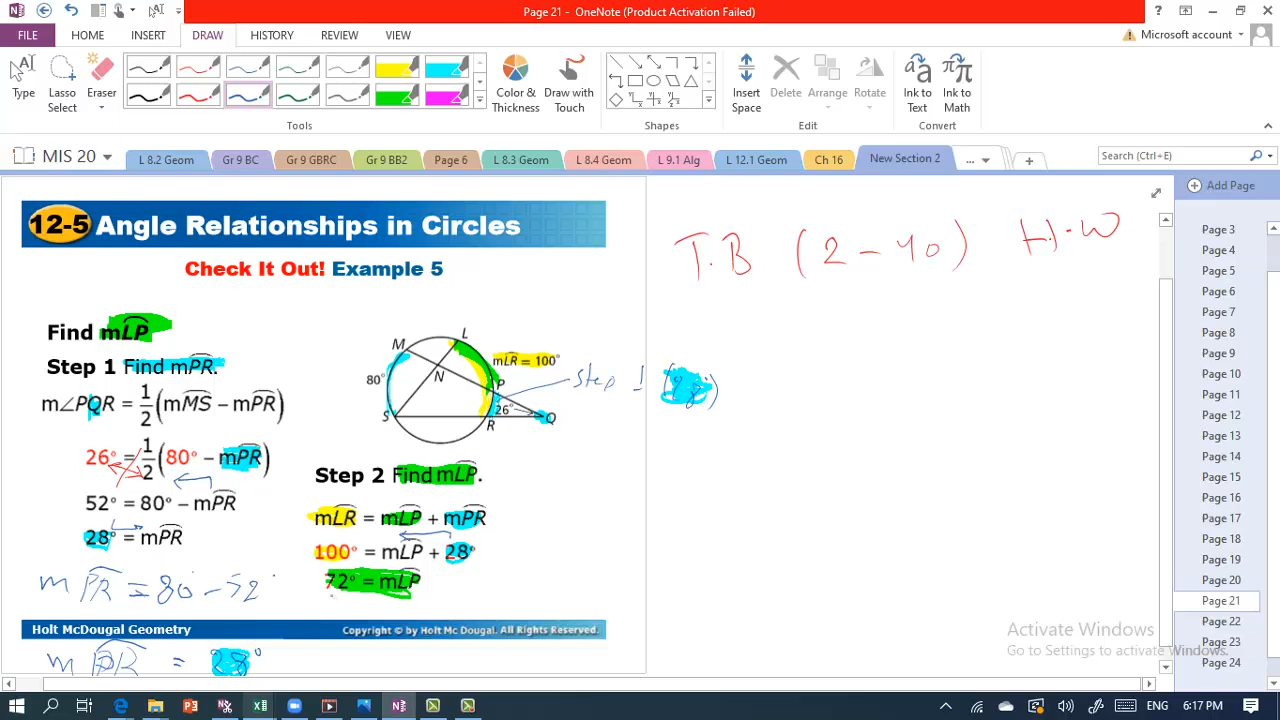 Page 21 - OneNote (Product Activation Failed)
FILE HOME INSERT DRAW HISTORY REVIEW VIEW
Microsoft account
Type Lasso Select Eraser Color & Thickness Draw with Touch Insert Space Delete Arrange Rotate Ink to Text Ink to Math
Tools Shapes Edit Convert
MIS 20 L 8.2 Geom Gr 9 BC Gr 9 GBRC Gr 9 BB2 Page 6 L 8.3 Geom L 8.4 Geom L 9.1 Alg L 12.1 Geom Ch 16 New Section 2 ... Search (Ctrl+E)
Add Page
12-5 Angle Relationships in Circles
Check It Out! Example 5
Find mLP
Step 1 Find mPR.
m∠PQR = 1/2(mMS − mPR)
26° = 1/2(80° − mPR)
52° = 80° − mPR
28° = mPR
m PR = 80° − 52°
L
M
mLR = 100°
N
80°
P
26°
S
R
Q
Step 1 (28°)
Step 2 Find mLP.
mLR = mLP + mPR
100° = mLP + 28°
72° = mLP
Holt McDougal Geometry Copyright © by Holt Mc Dougal. All Rights Reserved.
m PR = 28°
T.B (2 - 40) H.W
Page 3
Page 4
Page 5
Page 6
Page 7
Page 8
Page 9
Page 10
Page 11
Page 12
Page 13
Page 14
Page 15
Page 16
Page 17
Page 18
Page 19
Page 20
Page 21
Page 22
Page 23
Page 24
Activate Windows
Go to Settings to activate Windows.
ENG 6:17 PM